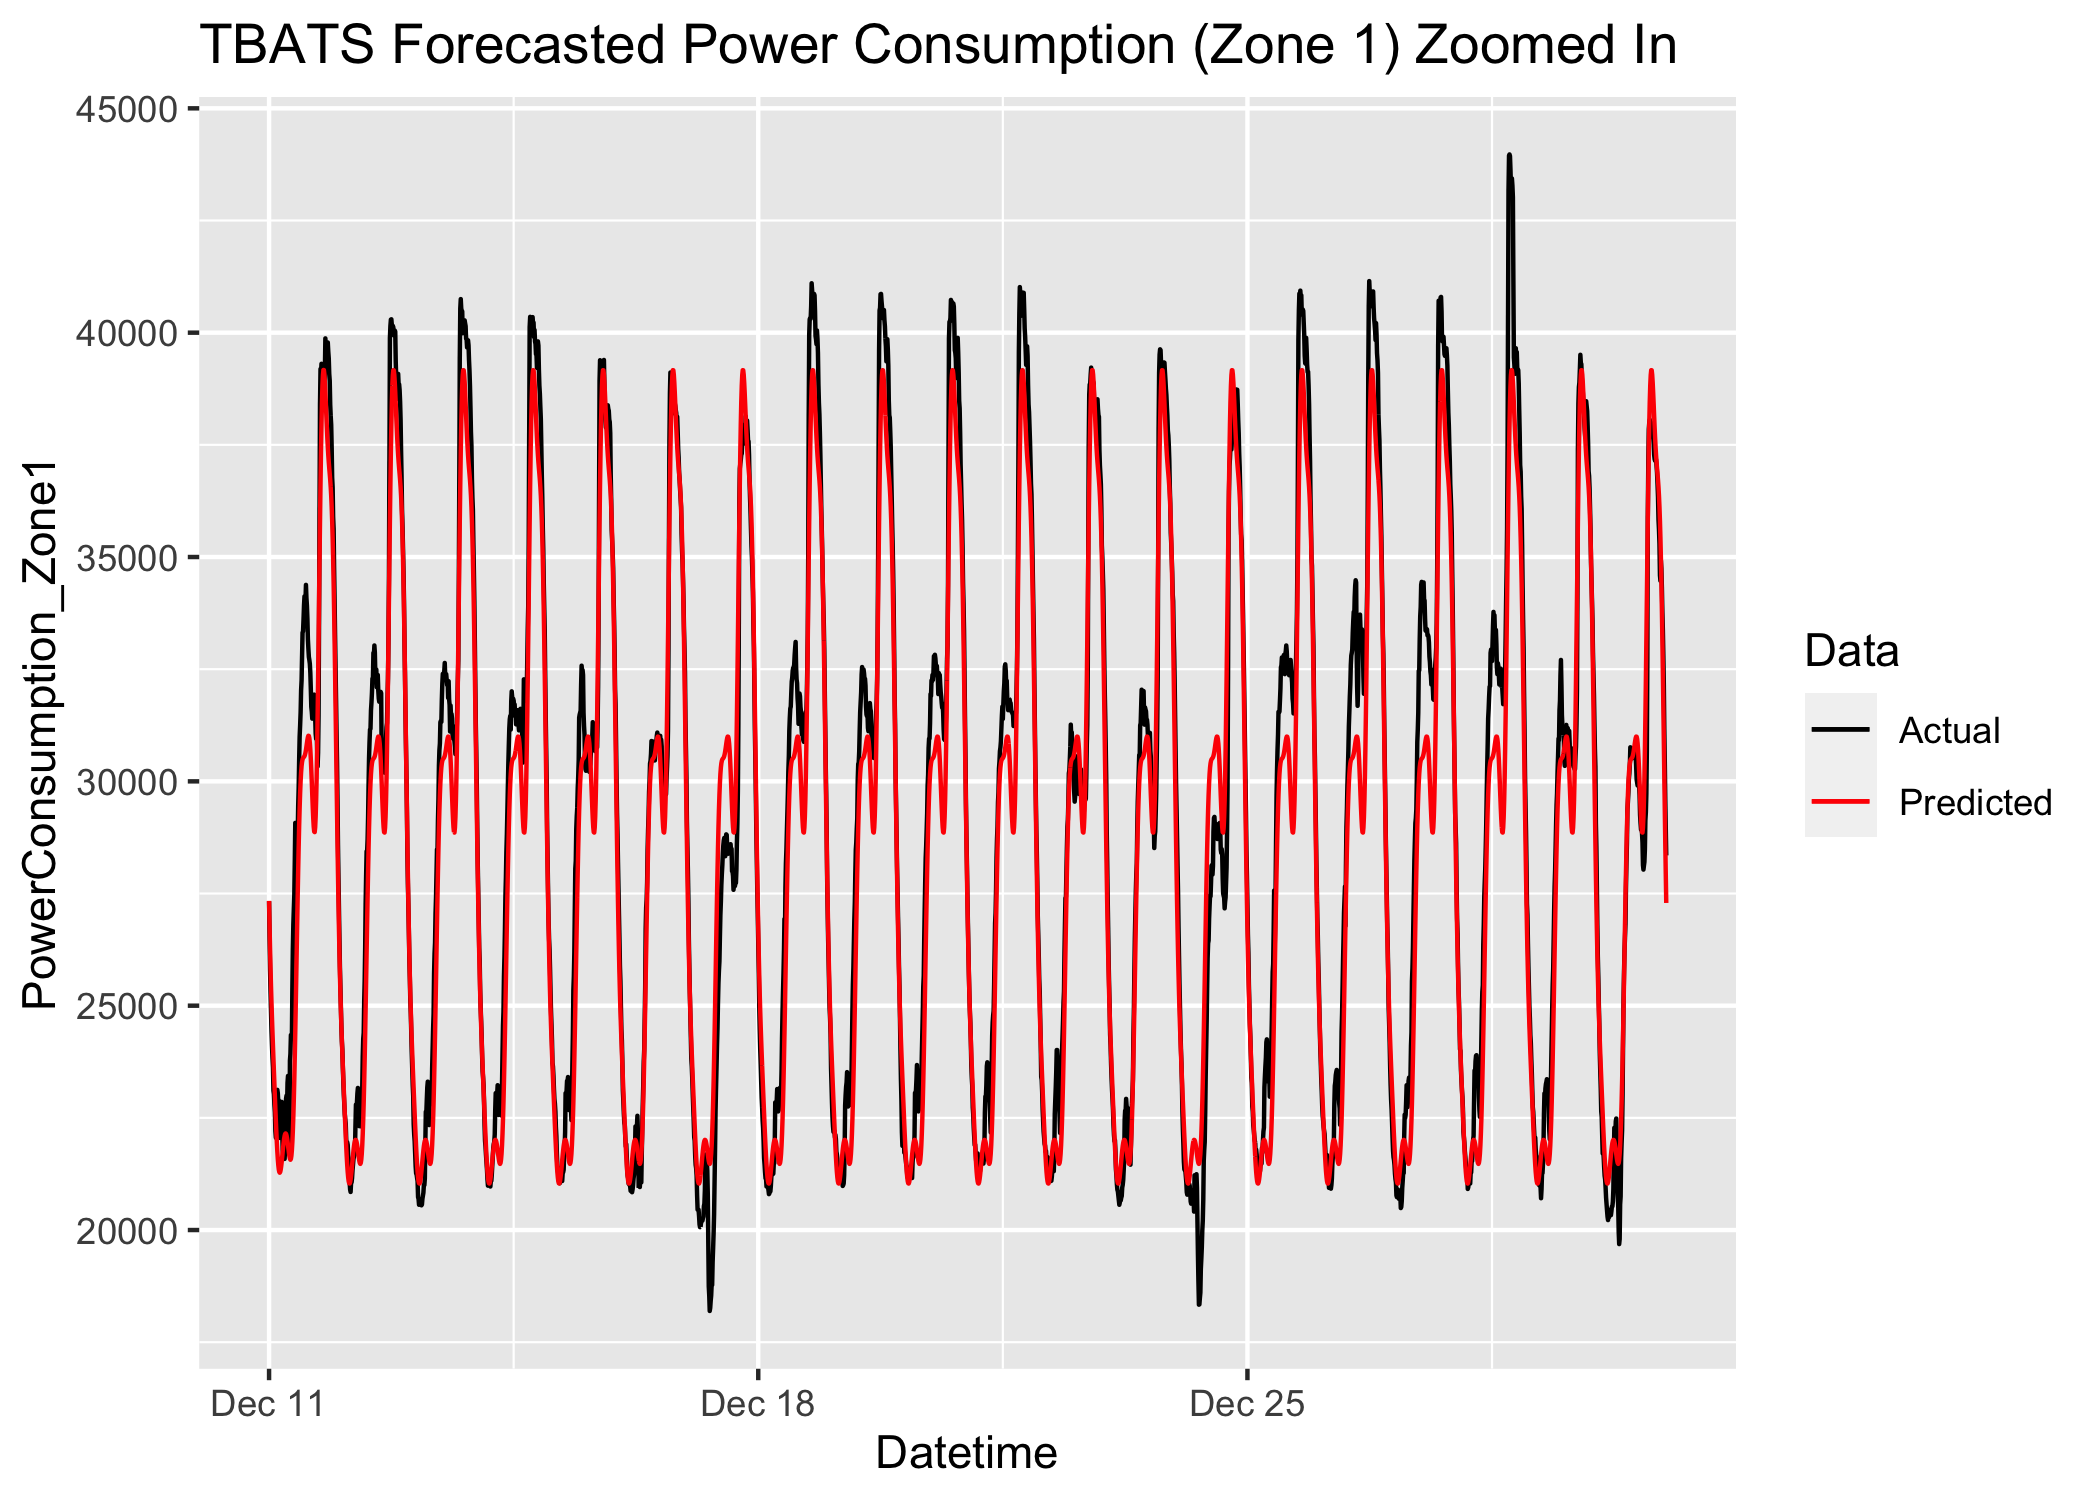 TBATS Forecasted Power Consumption (Zone 1) Zoomed In
45000
40000
35000
30000
25000
20000
PowerConsumption_Zone1
Dec 11
Dec 18
Dec 25
Datetime
Data
Actual
Predicted